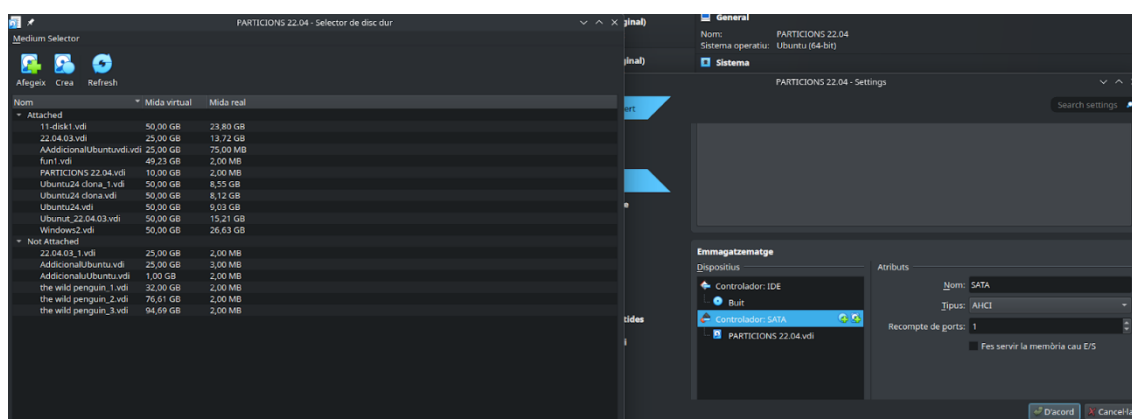 PARTICIONS 22.04 - Selector de disc dur
Medium Selector
Afegeix Crea Refresh
Nom Mida virtual Mida real
Attached
11-disk1.vdi 50,00 GB 23,80 GB
22.04.03.vdi 25,00 GB 13,72 GB
AAddicionalUbuntuvdi.vdi 25,00 GB 75,00 MB
fun1.vdi 49,23 GB 2,00 MB
PARTICIONS 22.04.vdi 10,00 GB 2,00 MB
Ubuntu24 clona_1.vdi 50,00 GB 8,55 GB
Ubuntu24 clona.vdi 50,00 GB 8,12 GB
Ubuntu24.vdi 50,00 GB 9,03 GB
Ubunut_22.04.03.vdi 50,00 GB 15,21 GB
Windows2.vdi 50,00 GB 26,63 GB
Not Attached
22.04.03_1.vdi 25,00 GB 2,00 MB
AddicionalUbuntu.vdi 25,00 GB 3,00 MB
AddicionaluUbuntu.vdi 1,00 GB 2,00 MB
the wild penguin_1.vdi 32,00 GB 2,00 MB
the wild penguin_2.vdi 76,61 GB 2,00 MB
the wild penguin_3.vdi 94,69 GB 2,00 MB
ginal)
ginal)
ert
e
tides
General
Nom: PARTICIONS 22.04
Sistema operatiu: Ubuntu (64-bit)
Sistema
PARTICIONS 22.04 - Settings
Search settings
Emmagatzematge
Dispositius
Controlador: IDE
Buit
Controlador: SATA
PARTICIONS 22.04.vdi
Atributs
Nom: SATA
Tipus: AHCI
Recompte de ports: 1
Fes servir la memòria cau E/S
D'acord Cancel·la